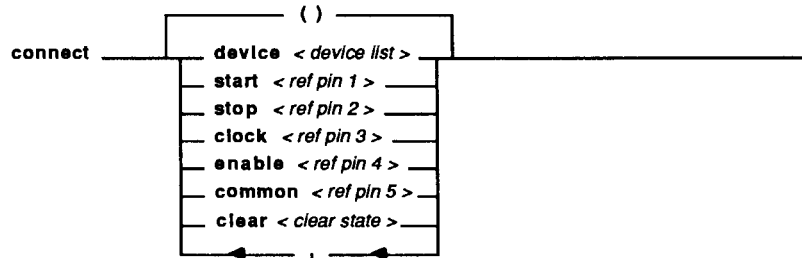 ( )
connect device < device list >
start < ref pin 1 >
stop < ref pin 2 >
clock < ref pin 3 >
enable < ref pin 4 >
common < ref pin 5 >
clear < clear state >
,